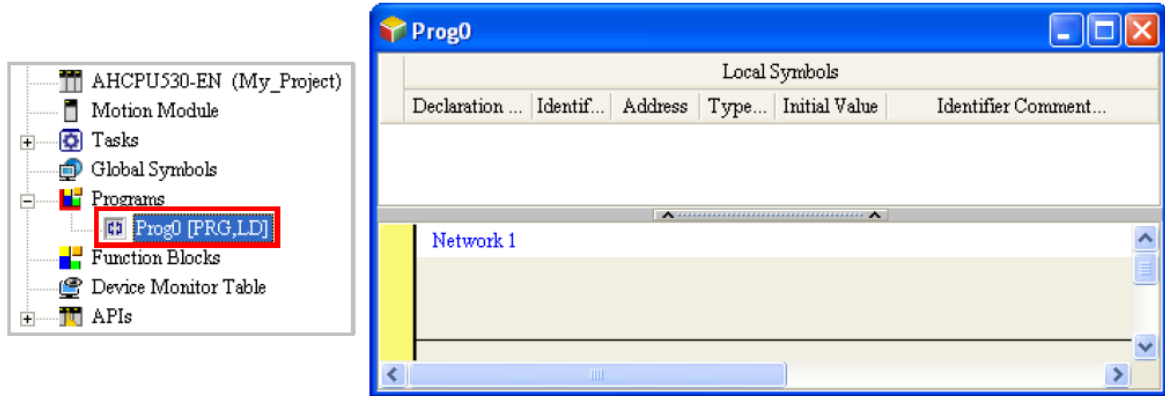 AHCPU530-EN (My_Project)
Motion Module
Tasks
Global Symbols
Programs
Prog0 [PRG,LD]
Function Blocks
Device Monitor Table
APIs
Prog0
Local Symbols
Declaration ... Identif... Address Type... Initial Value Identifier Comment...
Network 1